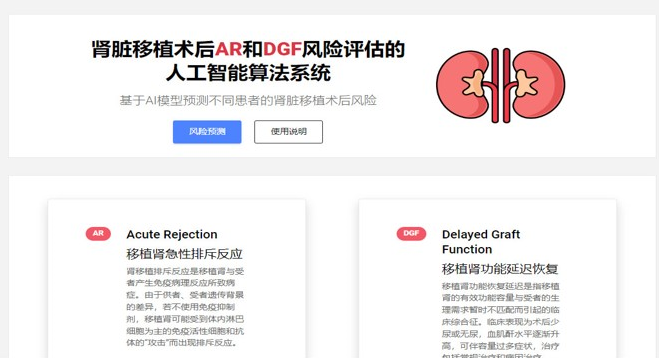 肾脏移植术后AR和DGF风险评估的
人工智能算法系统
基于AI模型预测不同患者的肾脏移植术后风险
风险预测
使用说明
AR
Acute Rejection
移植肾急性排斥反应
肾移植排斥反应是移植肾与受
者产生免疫病理反应所致病
症。由于供者、受者遗传背景
的差异，若不使用免疫抑制
剂，移植肾可能受到体内淋巴
细胞为主的免疫活性细胞和抗
体的“攻击”而出现排斥反应。
DGF
Delayed Graft
Function
移植肾功能延迟恢复
移植肾功能恢复延迟是指移植
肾的有效功能容量与受者的生
理需求暂时不匹配而引起的临
床综合征。临床表现为术后少
尿或无尿，血肌酐水平逐渐升
高，可伴容量过多症状，治疗
包括常规治疗和病因治疗。